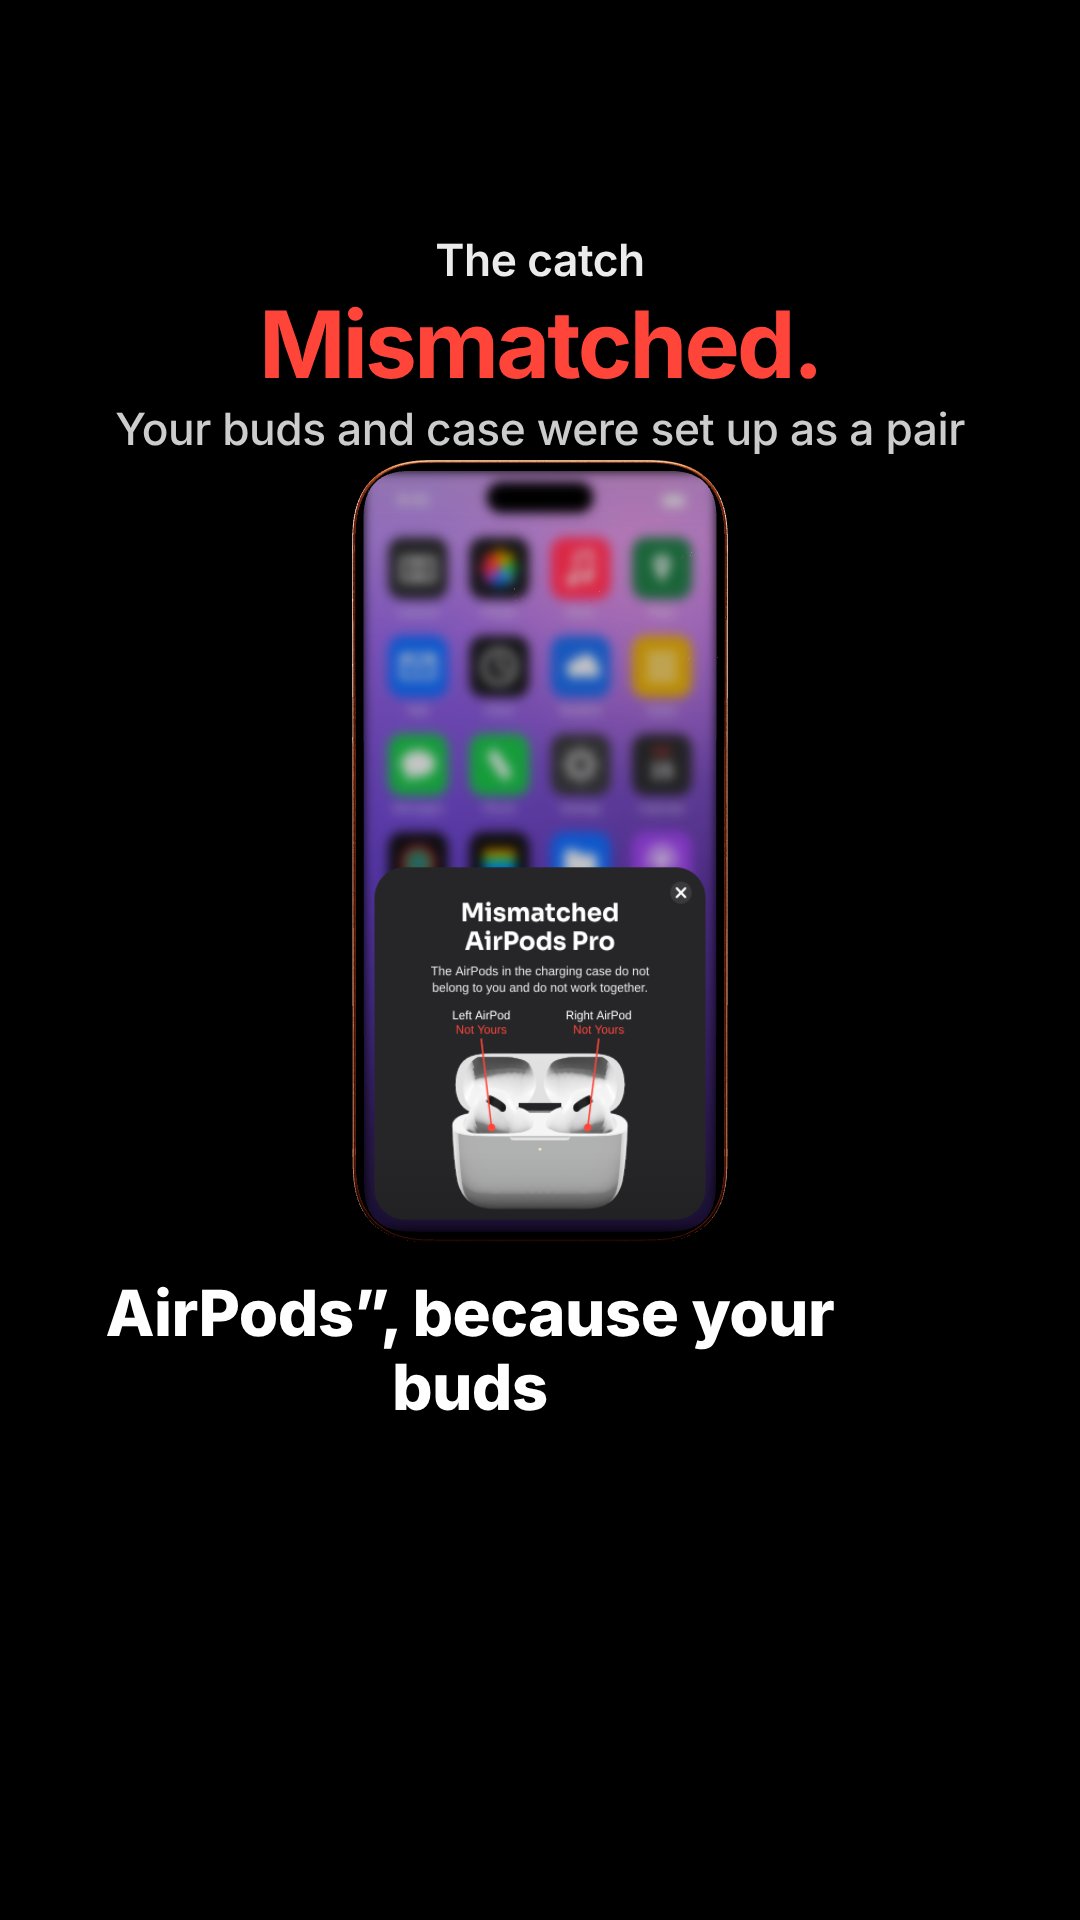 The catch
Mismatched.
Your buds and case were set up as a pair
Mismatched
AirPods Pro
The AirPods in the charging case do not
belong to you and do not work together.
Left AirPod
Not Yours
Right AirPod
Not Yours
AirPods”, because your
buds